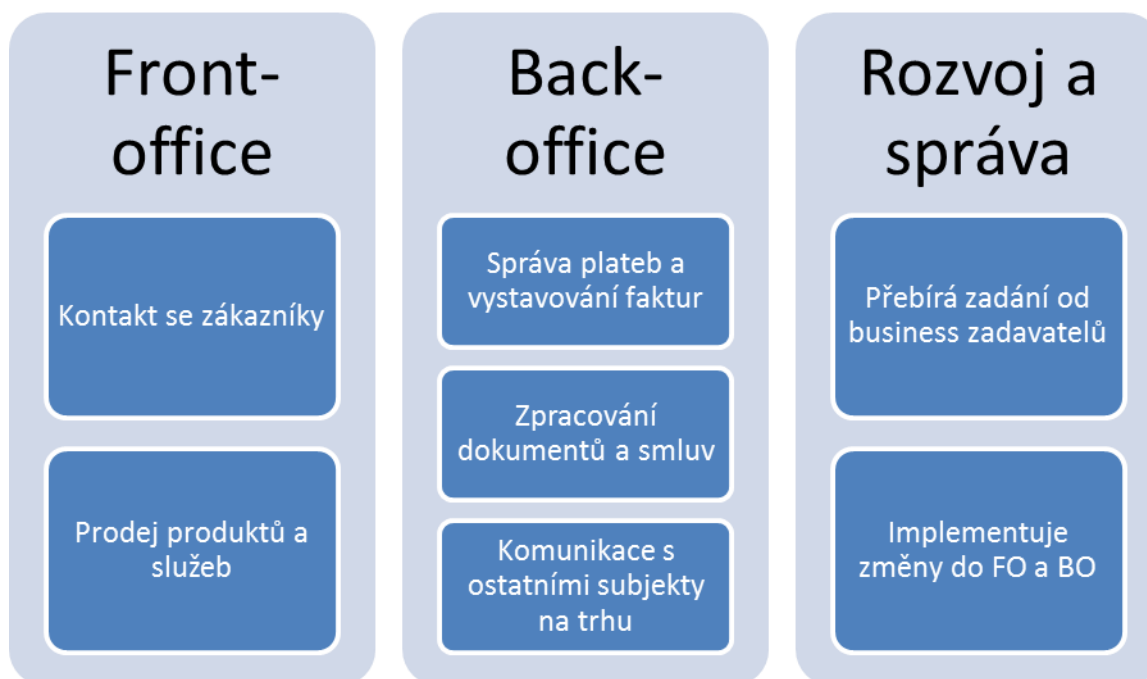 Front-
office
Kontakt se zákazníky
Prodej produktů a
služeb
Back-
office
Správa plateb a
vystavování faktur
Zpracování
dokumentů a smluv
Komunikace s
ostatními subjekty
na trhu
Rozvoj a
správa
Přebírá zadání od
business zadavatelů
Implementuje
změny do FO a BO